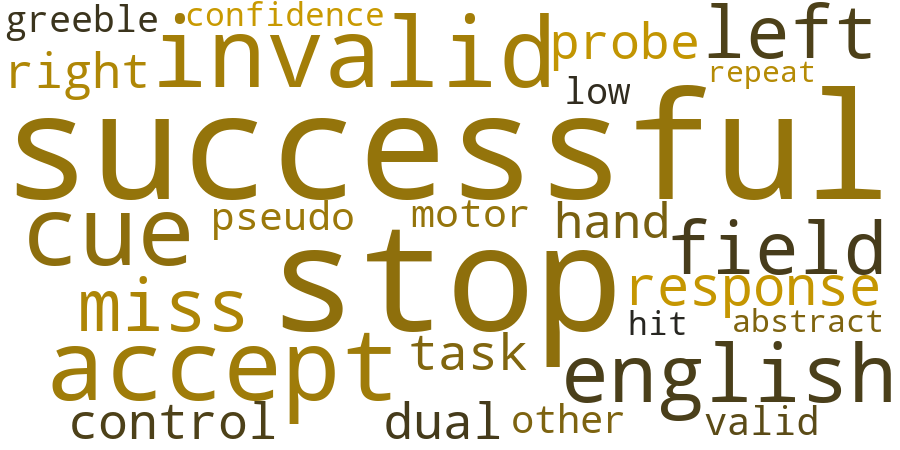 greeble confidence invalid probe left
right low repeat
successful
cue pseudo motor hand field
miss stop response
hit abstract
accept task english
control dual other valid